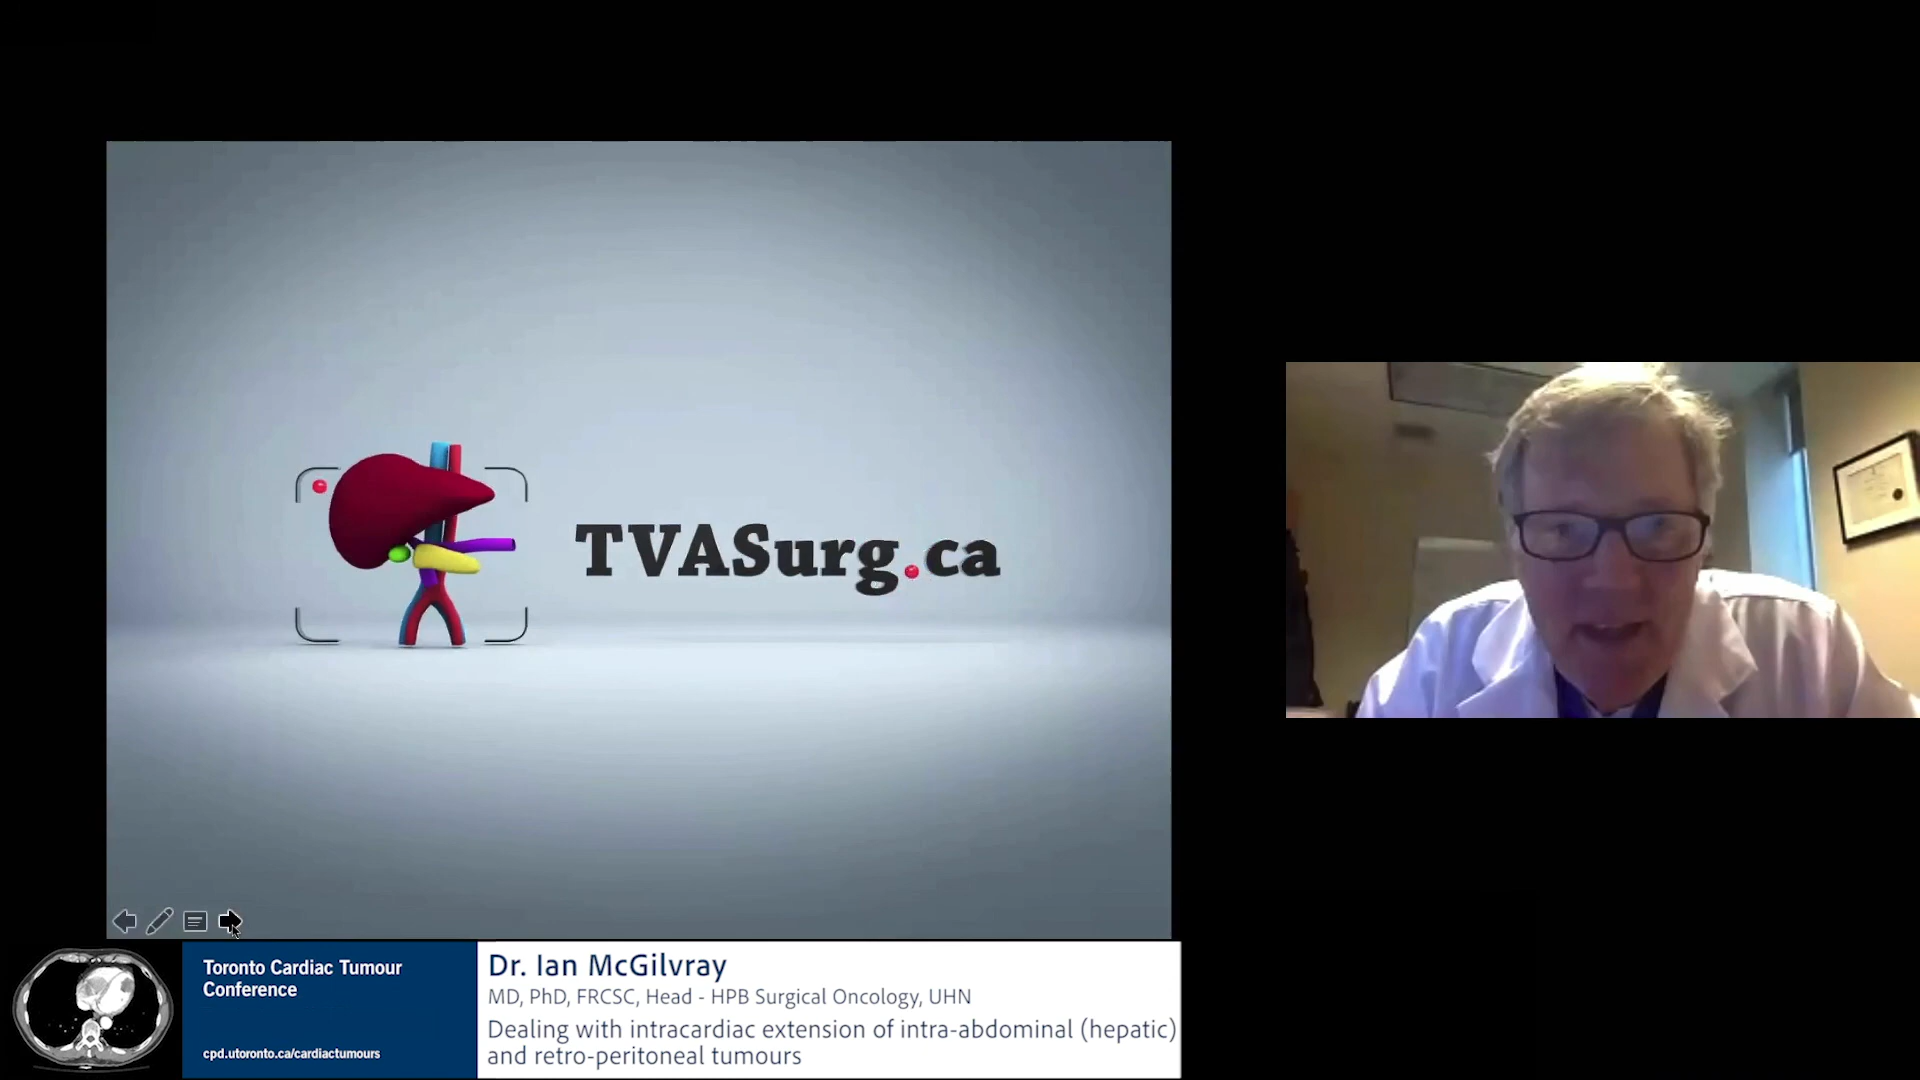 TVASurg.ca
Toronto Cardiac Tumour
Conference
cpd.utoronto.ca/cardiactumours
Dr. Ian McGilvray
MD, PhD, FRCSC, Head - HPB Surgical Oncology, UHN
Dealing with intracardiac extension of intra-abdominal (hepatic)
and retro-peritoneal tumours